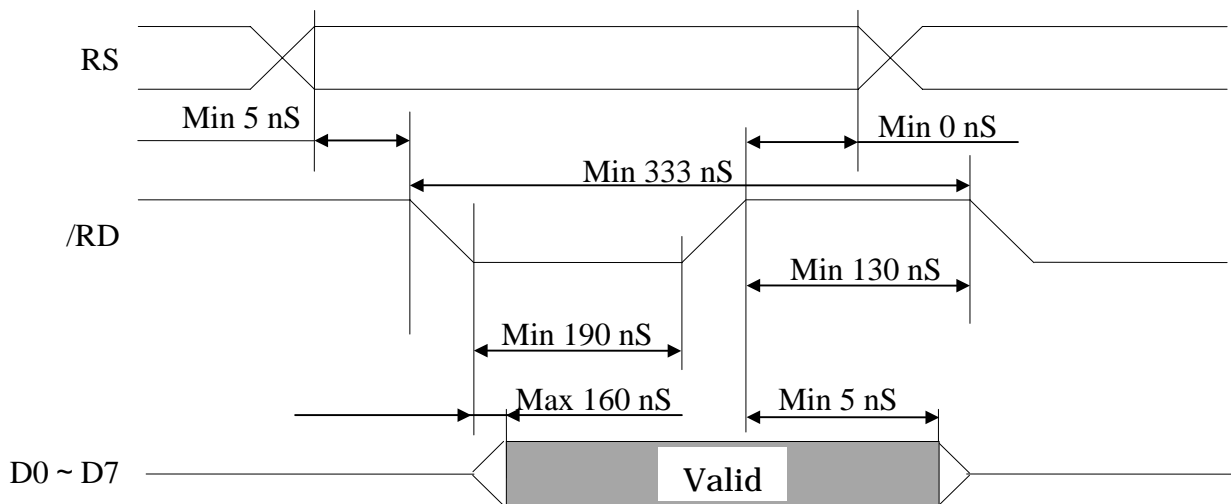 RS
Min 5 nS
Min 0 nS
Min 333 nS
/RD
Min 130 nS
Min 190 nS
Max 160 nS
Min 5 nS
D0 ~ D7
Valid